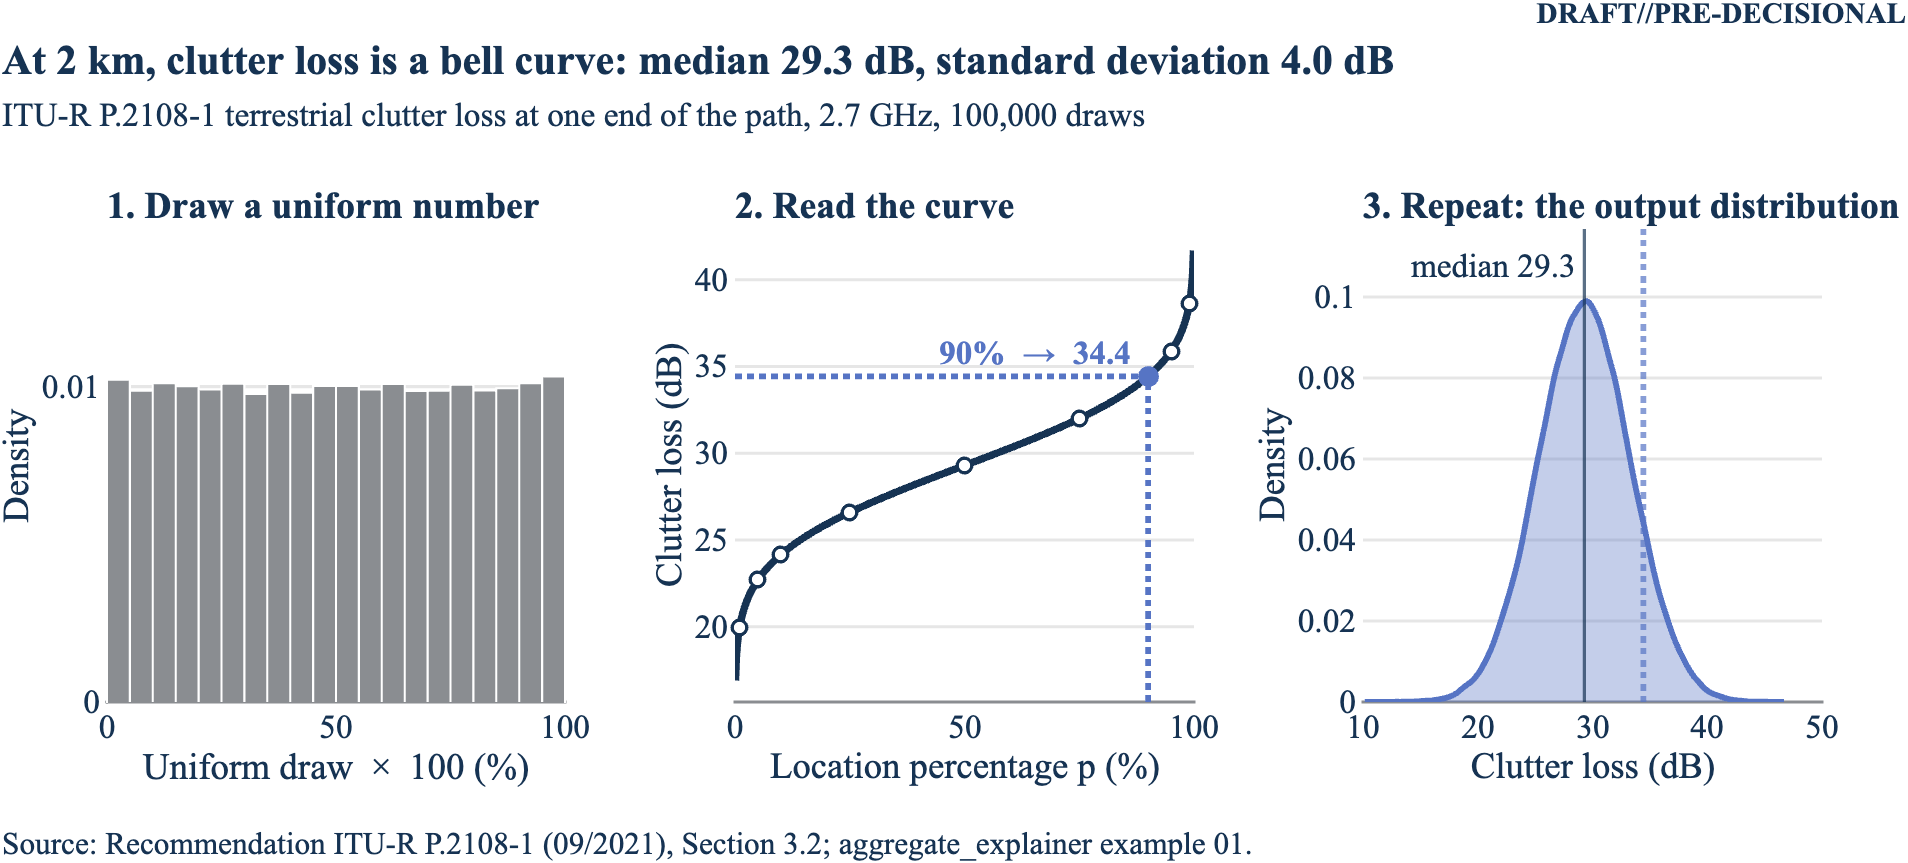 DRAFT//PRE-DECISIONAL
At 2 km, clutter loss is a bell curve: median 29.3 dB, standard deviation 4.0 dB
ITU-R P.2108-1 terrestrial clutter loss at one end of the path, 2.7 GHz, 100,000 draws
1. Draw a uniform number
0.01
0
Density
0 50 100
Uniform draw × 100 (%)
2. Read the curve
40
35
30
25
20
Clutter loss (dB)
90% → 34.4
0 50 100
Location percentage p (%)
3. Repeat: the output distribution
median 29.3
0.1
0.08
0.06
0.04
0.02
0
Density
10 20 30 40 50
Clutter loss (dB)
Source: Recommendation ITU-R P.2108-1 (09/2021), Section 3.2; aggregate_explainer example 01.